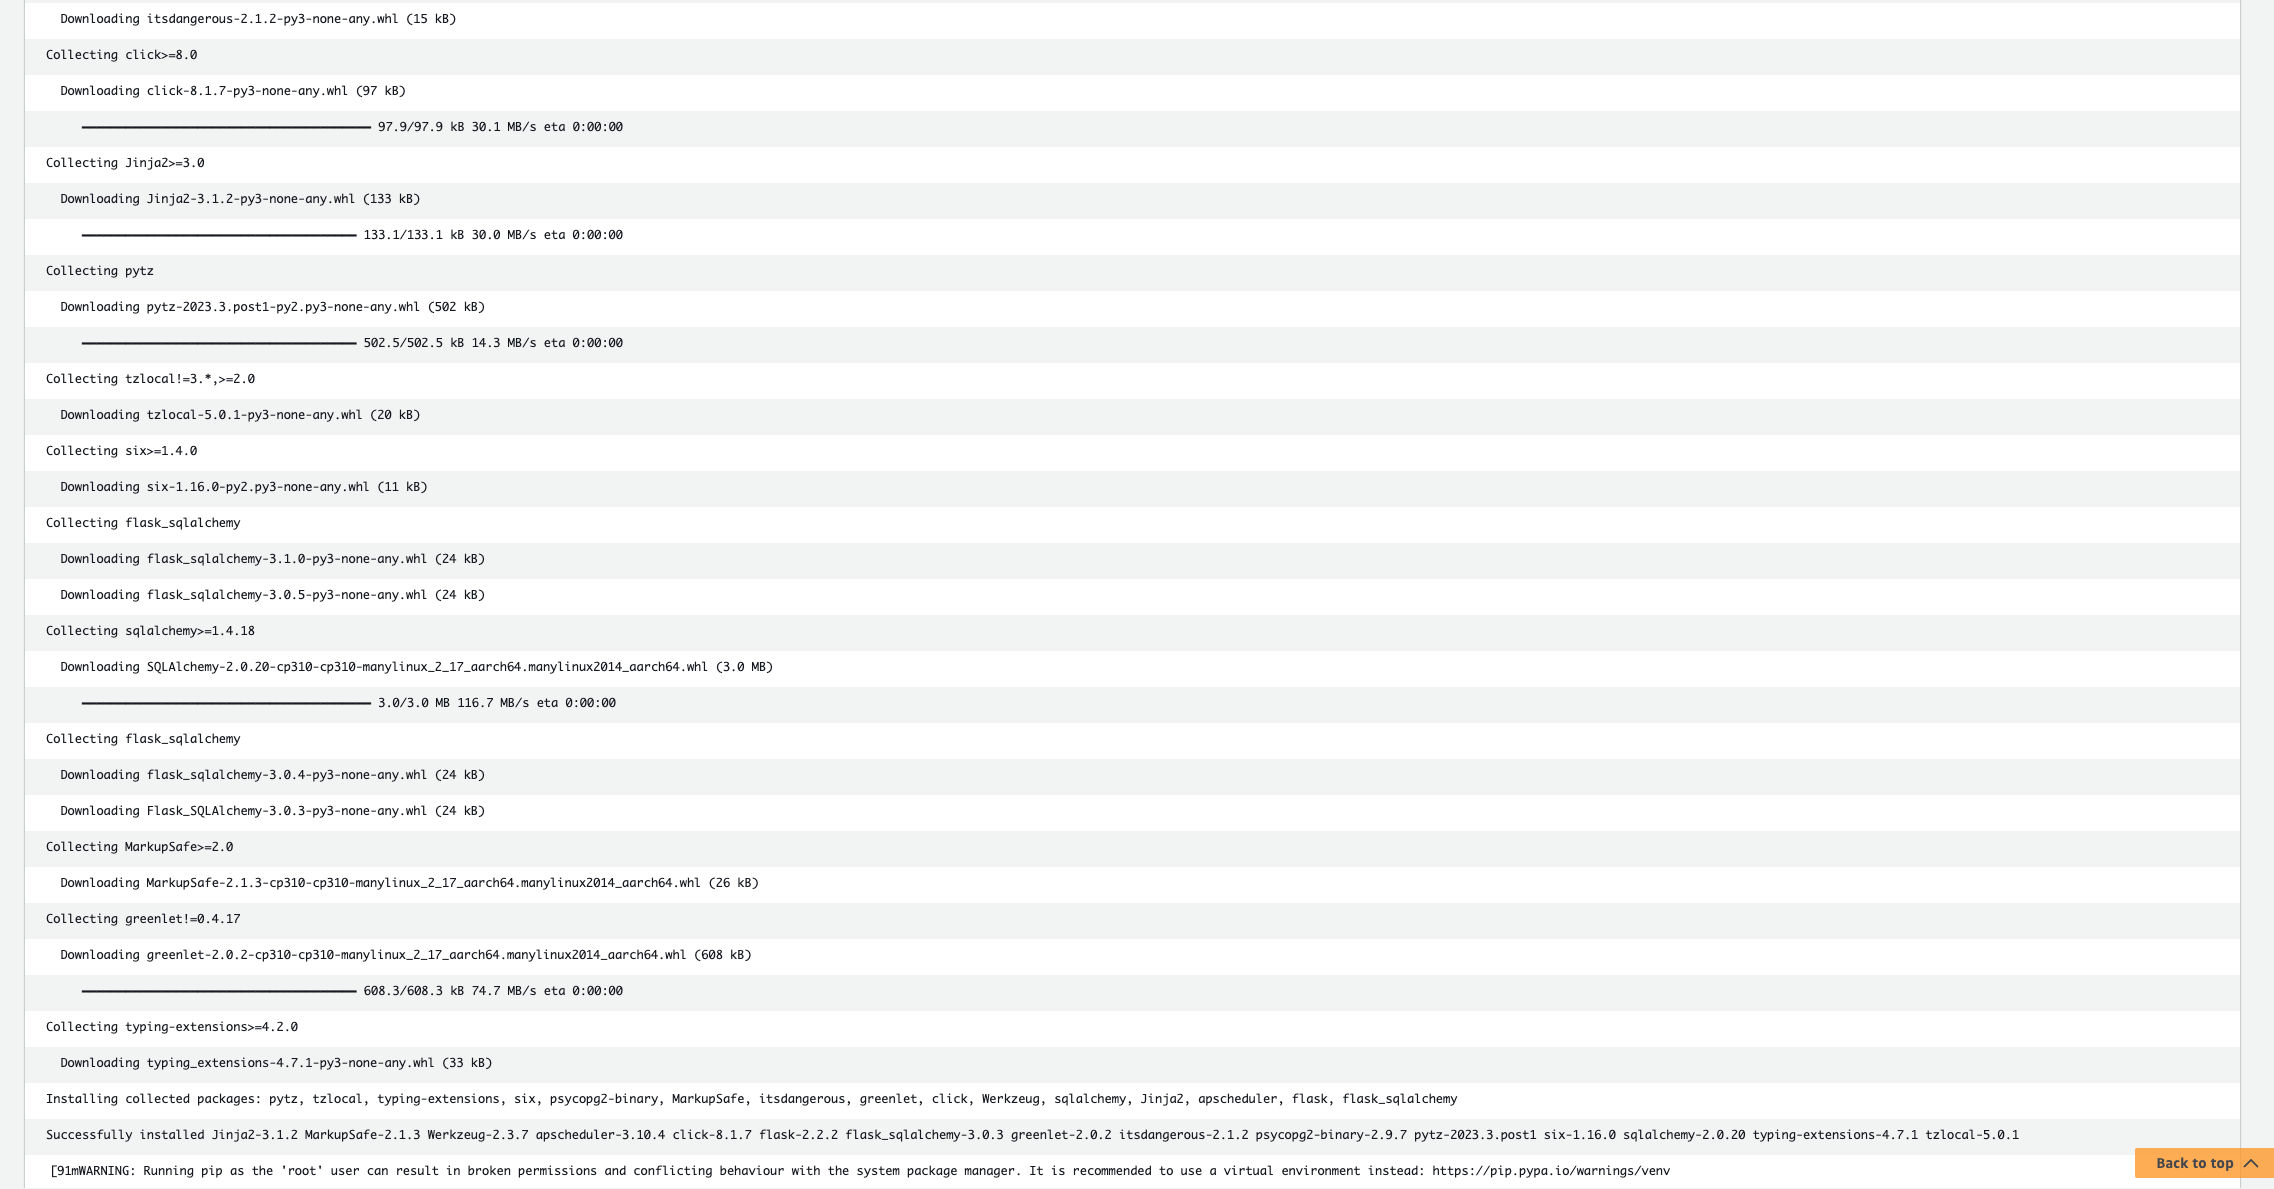 Downloading itsdangerous-2.1.2-py3-none-any.whl (15 kB)
Collecting click>=8.0
Downloading click-8.1.7-py3-none-any.whl (97 kB)
97.9/97.9 kB 30.1 MB/s eta 0:00:00
Collecting Jinja2>=3.0
Downloading Jinja2-3.1.2-py3-none-any.whl (133 kB)
133.1/133.1 kB 30.0 MB/s eta 0:00:00
Collecting pytz
Downloading pytz-2023.3.post1-py2.py3-none-any.whl (502 kB)
502.5/502.5 kB 14.3 MB/s eta 0:00:00
Collecting tzlocal!=3.*,>=2.0
Downloading tzlocal-5.0.1-py3-none-any.whl (20 kB)
Collecting six>=1.4.0
Downloading six-1.16.0-py2.py3-none-any.whl (11 kB)
Collecting flask_sqlalchemy
Downloading flask_sqlalchemy-3.1.0-py3-none-any.whl (24 kB)
Downloading flask_sqlalchemy-3.0.5-py3-none-any.whl (24 kB)
Collecting sqlalchemy>=1.4.18
Downloading SQLAlchemy-2.0.20-cp310-cp310-manylinux_2_17_aarch64.manylinux2014_aarch64.whl (3.0 MB)
3.0/3.0 MB 116.7 MB/s eta 0:00:00
Collecting flask_sqlalchemy
Downloading flask_sqlalchemy-3.0.4-py3-none-any.whl (24 kB)
Downloading Flask_SQLAlchemy-3.0.3-py3-none-any.whl (24 kB)
Collecting MarkupSafe>=2.0
Downloading MarkupSafe-2.1.3-cp310-cp310-manylinux_2_17_aarch64.manylinux2014_aarch64.whl (26 kB)
Collecting greenlet!=0.4.17
Downloading greenlet-2.0.2-cp310-cp310-manylinux_2_17_aarch64.manylinux2014_aarch64.whl (608 kB)
608.3/608.3 kB 74.7 MB/s eta 0:00:00
Collecting typing-extensions>=4.2.0
Downloading typing_extensions-4.7.1-py3-none-any.whl (33 kB)
Installing collected packages: pytz, tzlocal, typing-extensions, six, psycopg2-binary, MarkupSafe, itsdangerous, greenlet, click, Werkzeug, sqlalchemy, Jinja2, apscheduler, flask, flask_sqlalchemy
Successfully installed Jinja2-3.1.2 MarkupSafe-2.1.3 Werkzeug-2.3.7 apscheduler-3.10.4 click-8.1.7 flask-2.2.2 flask_sqlalchemy-3.0.3 greenlet-2.0.2 itsdangerous-2.1.2 psycopg2-binary-2.9.7 pytz-2023.3.post1 six-1.16.0 sqlalchemy-2.0.20 typing-extensions-4.7.1 tzlocal-5.0.1
[91mWARNING: Running pip as the 'root' user can result in broken permissions and conflicting behaviour with the system package manager. It is recommended to use a virtual environment instead: https://pip.pypa.io/warnings/venv
Back to top